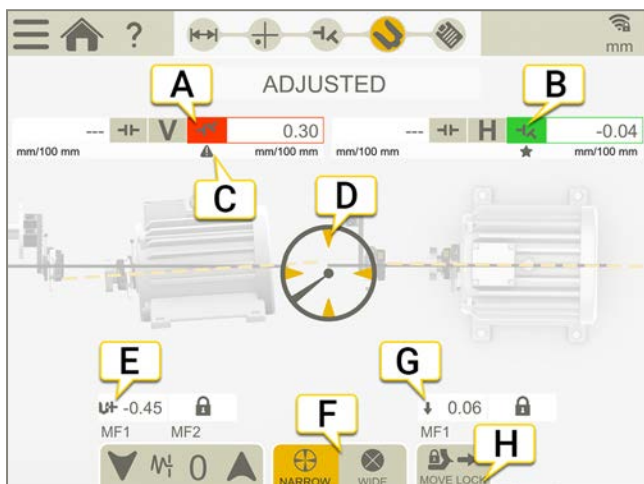 ?
mm
ADJUSTED
A
B
--- V 0.30
--- H -0.04
mm/100 mm mm/100 mm mm/100 mm mm/100 mm
C
D
E
G
-0.45
0.06
F
MF1 MF2
MF1
H
0
NARROW WIDE
MOVE LOCK